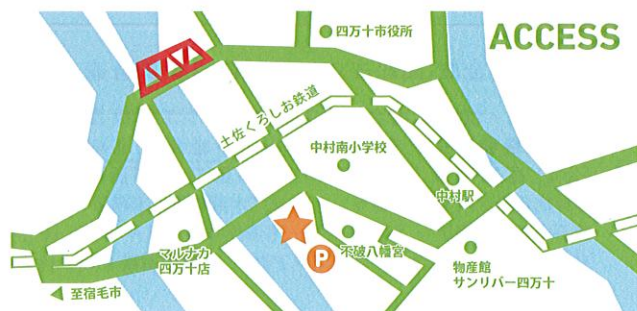 四万十市役所
ACCESS
土佐くろしお鉄道
中村南小学校
中村駅
マルナカ
四万十店
不破八幡宮
P
物産館
サンリバー四万十
至宿毛市